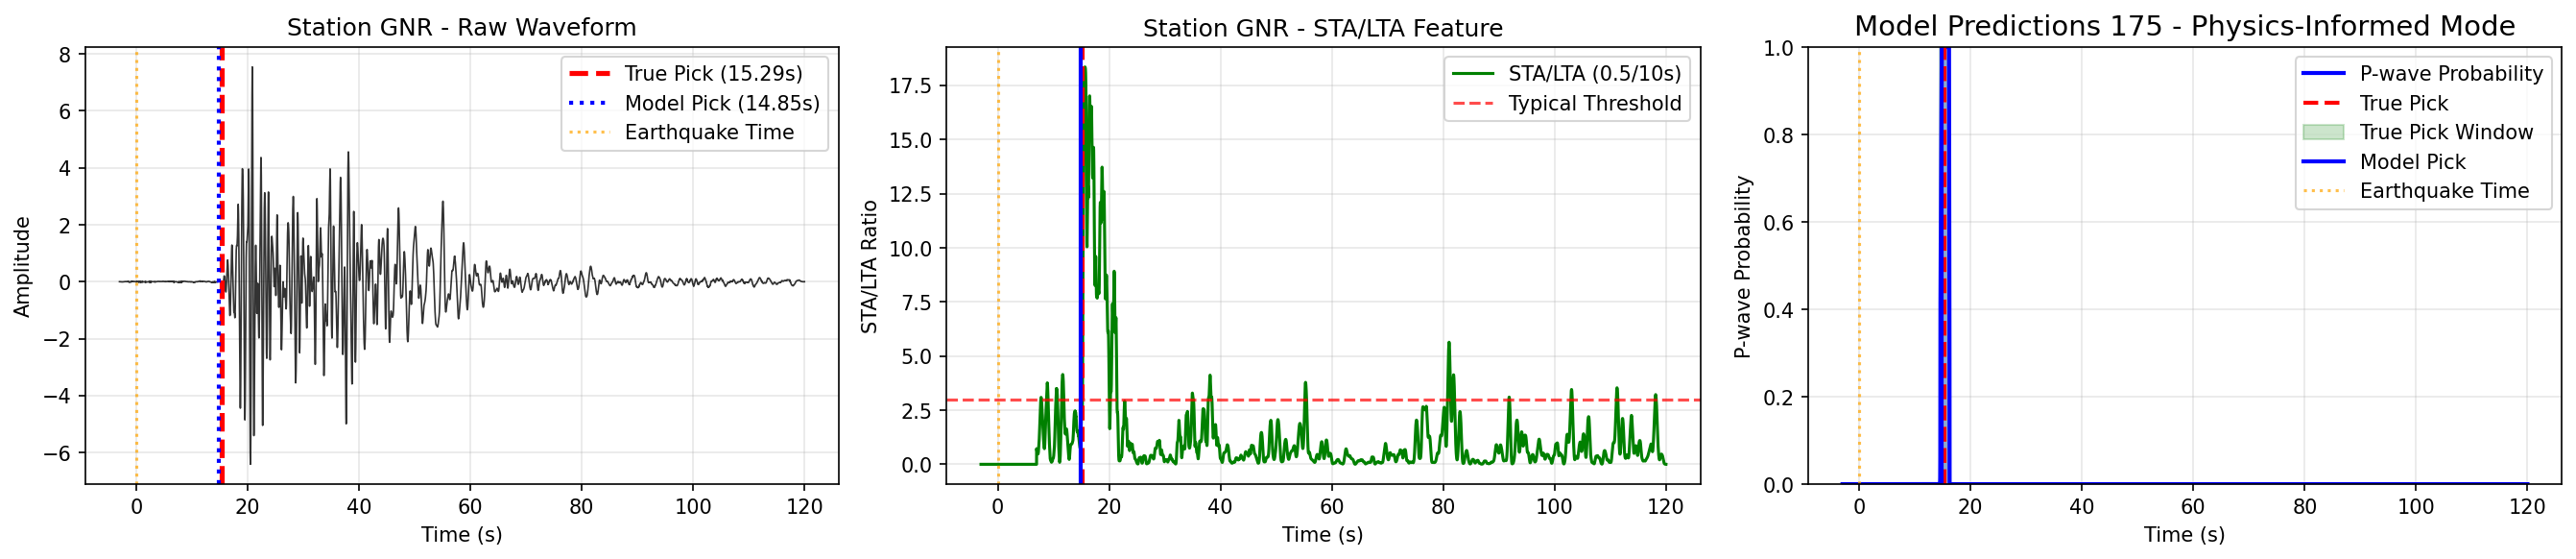 Station GNR - Raw Waveform
8
6
4
2
0
−2
−4
−6
Amplitude
0
20
40
60
80
100
120
Time (s)
True Pick (15.29s)
Model Pick (14.85s)
Earthquake Time
Station GNR - STA/LTA Feature
17.5
15.0
12.5
10.0
7.5
5.0
2.5
0.0
STA/LTA Ratio
0
20
40
60
80
100
120
Time (s)
STA/LTA (0.5/10s)
Typical Threshold
Model Predictions 175 - Physics-Informed Mode
1.0
0.8
0.6
0.4
0.2
0.0
P-wave Probability
0
20
40
60
80
100
120
Time (s)
P-wave Probability
True Pick
True Pick Window
Model Pick
Earthquake Time